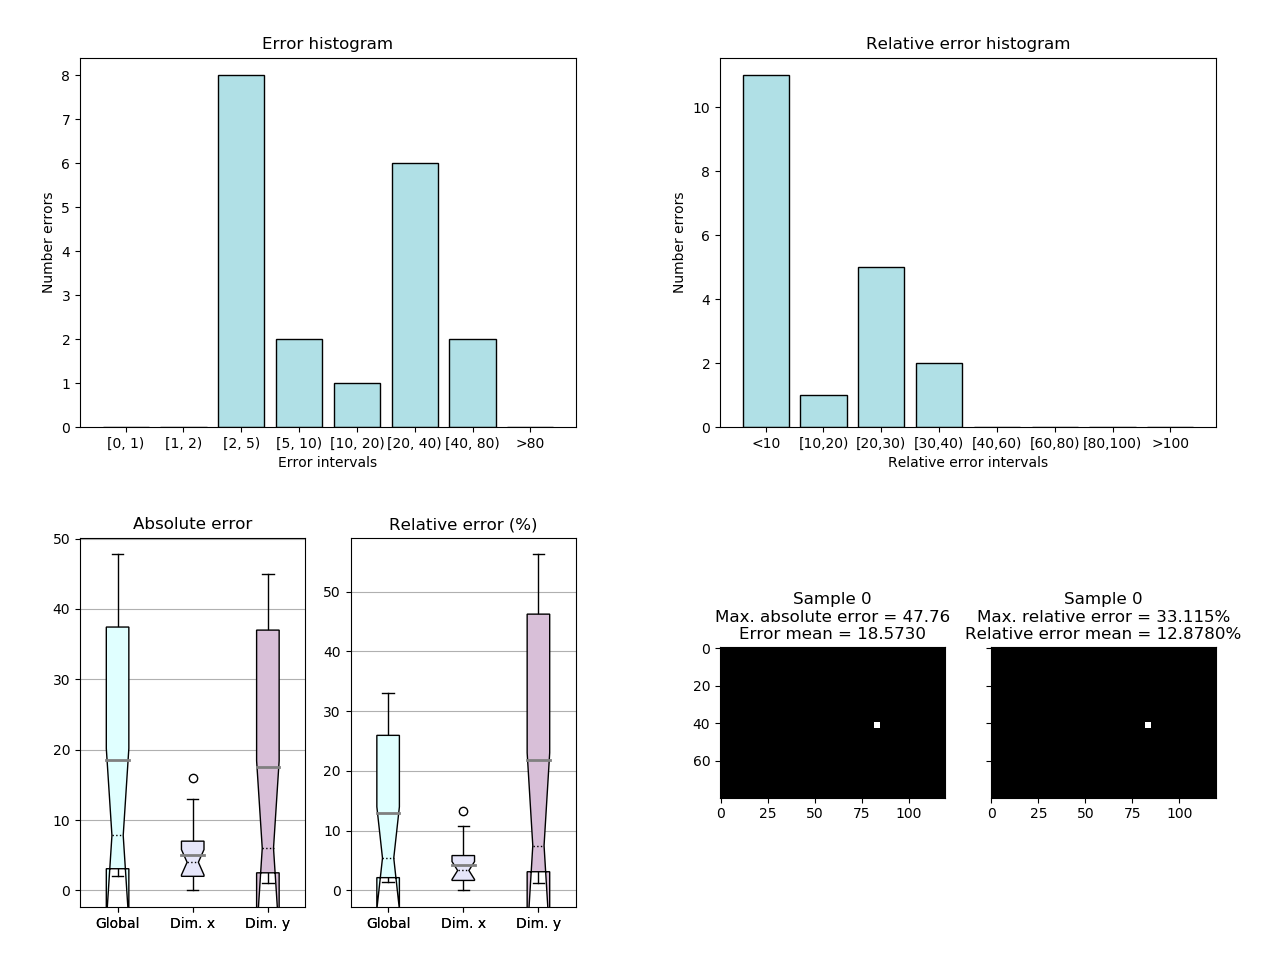 Error histogram
8
7
6
5
4
3
2
1
0
Number errors
[0, 1) [1, 2) [2, 5) [5, 10) [10, 20) [20, 40) [40, 80) >80
Error intervals
Relative error histogram
10
8
6
4
2
0
Number errors
<10 [10,20) [20,30) [30,40) [40,60) [60,80) [80,100) >100
Relative error intervals
Absolute error
50
40
30
20
10
0
Global Dim. x Dim. y
Relative error (%)
50
40
30
20
10
0
Global Dim. x Dim. y
Sample 0
Max. absolute error = 47.76
Error mean = 18.5730
0
20
40
60
0 25 50 75 100
Sample 0
Max. relative error = 33.115%
Relative error mean = 12.8780%
0 25 50 75 100